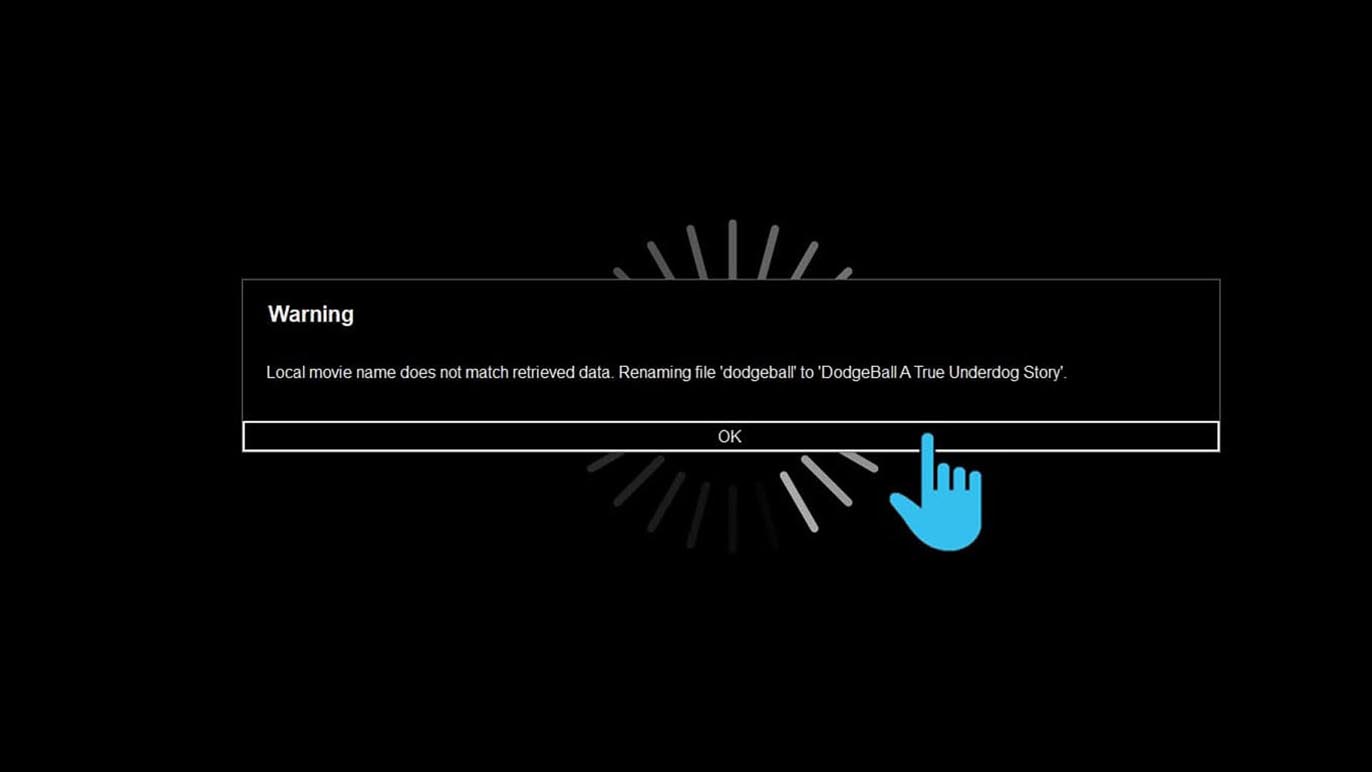 Warning
Local movie name does not match retrieved data. Renaming file 'dodgeball' to 'DodgeBall A True Underdog Story'.
OK